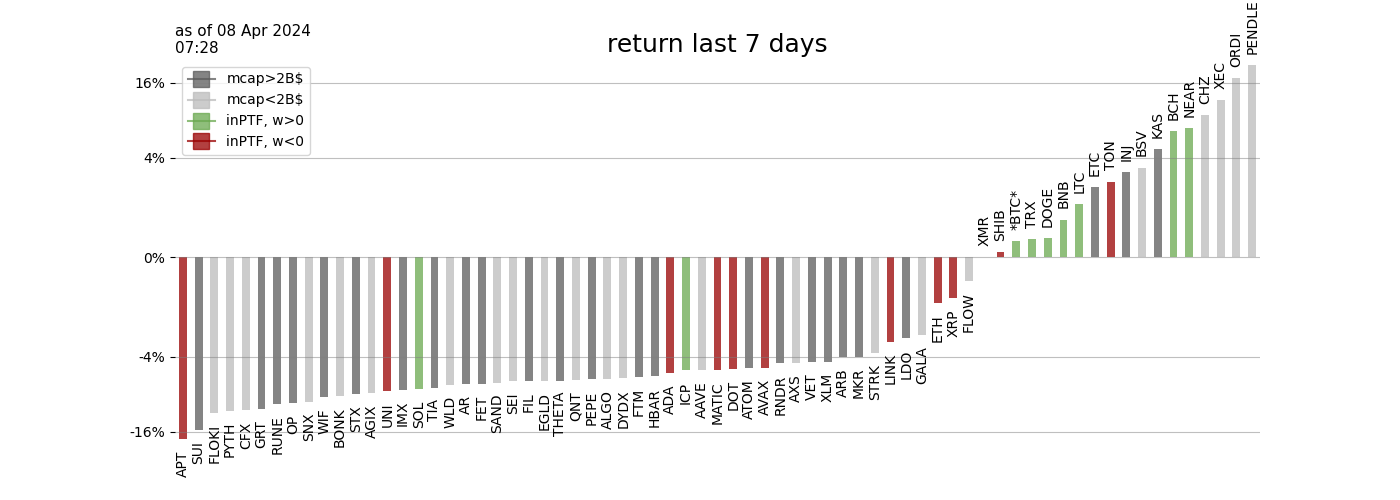 as of 08 Apr 2024
07:28
return last 7 days
mcap>2B$
mcap<2B$
inPTF, w>0
inPTF, w<0
16%
4%
0%
-4%
-16%
APT
SUI
FLOKI
PYTH
CFX
GRT
RUNE
OP
SNX
WIF
BONK
STX
AGIX
UNI
IMX
SOL
TIA
WLD
AR
FET
SAND
SEI
FIL
EGLD
THETA
QNT
PEPE
ALGO
DYDX
FTM
HBAR
ADA
ICP
AAVE
MATIC
DOT
ATOM
AVAX
RNDR
AXS
VET
XLM
ARB
MKR
STRK
LINK
LDO
GALA
ETH
XRP
FLOW
XMR
SHIB
*BTC*
TRX
DOGE
BNB
LTC
ETC
TON
INJ
BSV
KAS
BCH
NEAR
CHZ
XEC
ORDI
PENDLE